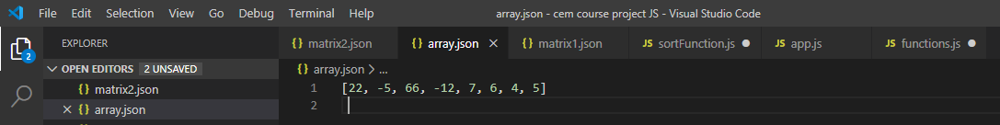 File Edit Selection View Go Debug Terminal Help array.json - cem course project JS - Visual Studio Code
EXPLORER
matrix2.json array.json × matrix1.json JS sortFunction.js ● JS app.js JS functions.js ●
OPEN EDITORS 2 UNSAVED
{} array.json > ...
{} matrix2.json
1 [22, -5, 66, -12, 7, 6, 4, 5]
× {} array.json
2
2